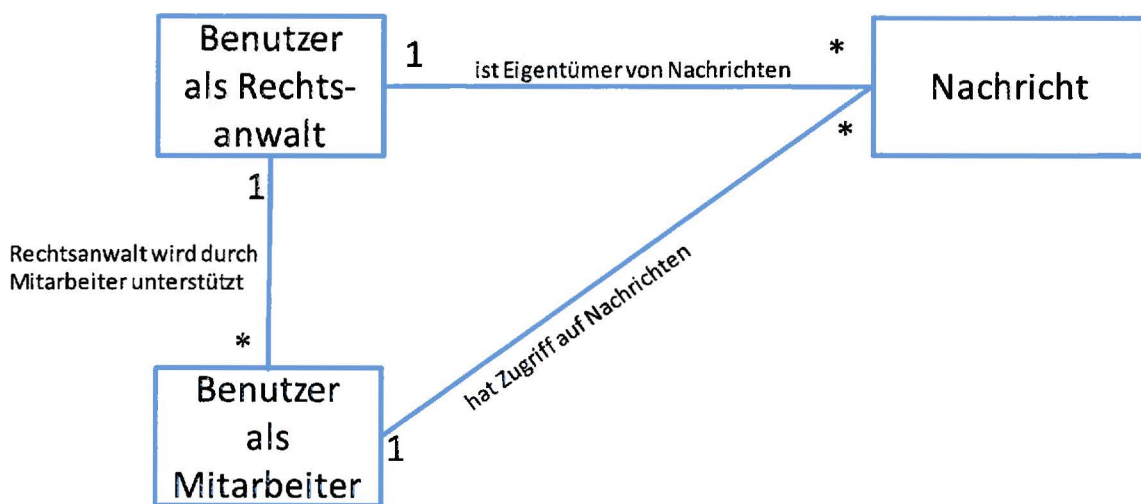 Benutzer
als Rechts-
anwalt
1
ist Eigentümer von Nachrichten
*
Nachricht
*
1
Rechtsanwalt wird durch
Mitarbeiter unterstützt
hat Zugriff auf Nachrichten
*
Benutzer
als
Mitarbeiter
1